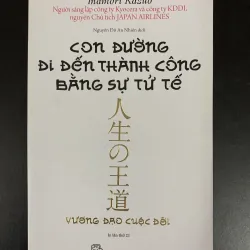 Inamori Kazuo
Người sáng lập công ty Kyocera và công ty KDDI,
nguyên Chủ tịch JAPAN AIRLINES
CON ĐƯỜNG
ĐI ĐẾN THÀNH CÔNG
BẰNG SỰ TỬ TẾ
人生の王道
VƯƠNG ĐẠO CUỘC ĐỜI